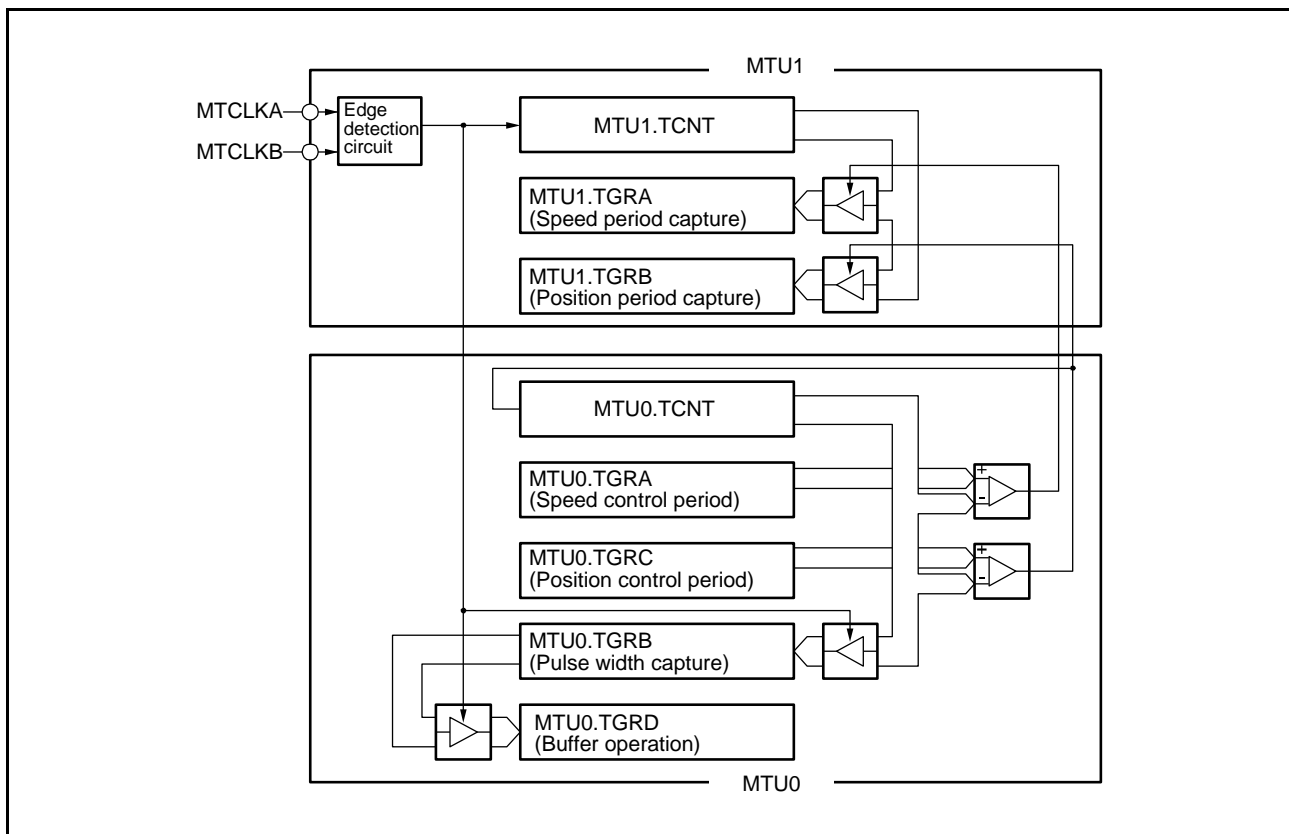 MTU1
MTCLKA
MTCLKB
Edge
detection
circuit
MTU1.TCNT
MTU1.TGRA
(Speed period capture)
MTU1.TGRB
(Position period capture)
MTU0.TCNT
MTU0.TGRA
(Speed control period)
+
-
MTU0.TGRC
(Position control period)
+
-
MTU0.TGRB
(Pulse width capture)
MTU0.TGRD
(Buffer operation)
MTU0